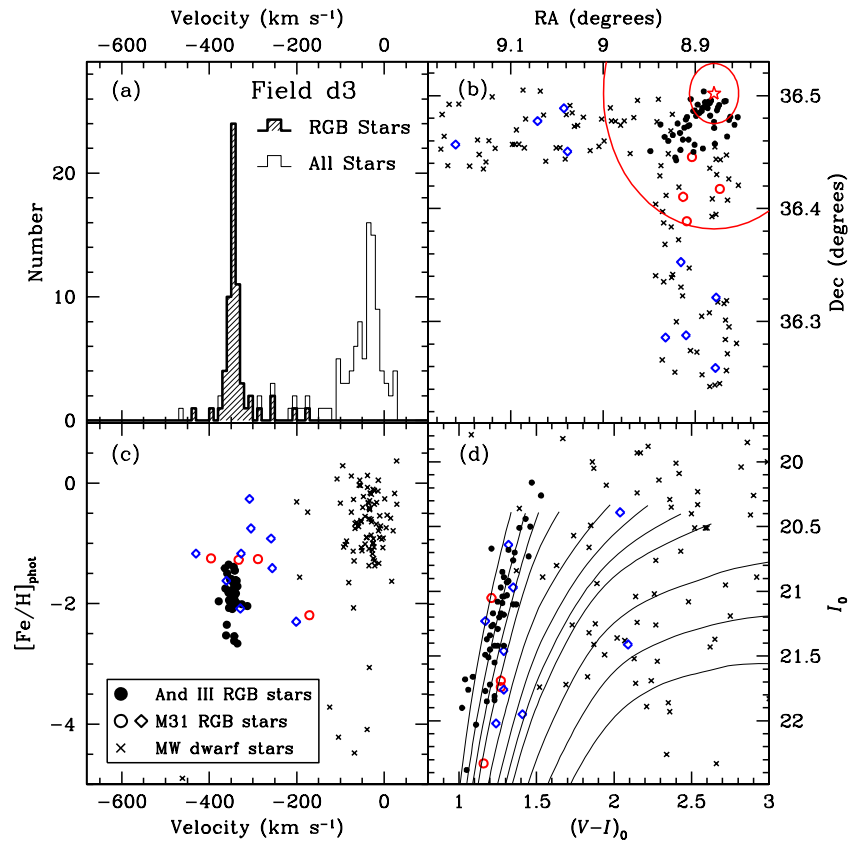 Velocity (km s⁻¹)
RA (degrees)
-600 -400 -200 0
9.1 9 8.9
(a) Field d3
RGB Stars
All Stars
Number
20
10
0
(b)
36.5
36.4
36.3
Dec (degrees)
(c)
[Fe/H]phot
0
-2
-4
And III RGB stars
M31 RGB stars
MW dwarf stars
(d)
20
20.5
21
21.5
22
I₀
-600 -400 -200 0
1 1.5 2 2.5 3
Velocity (km s⁻¹)
(V-I)₀